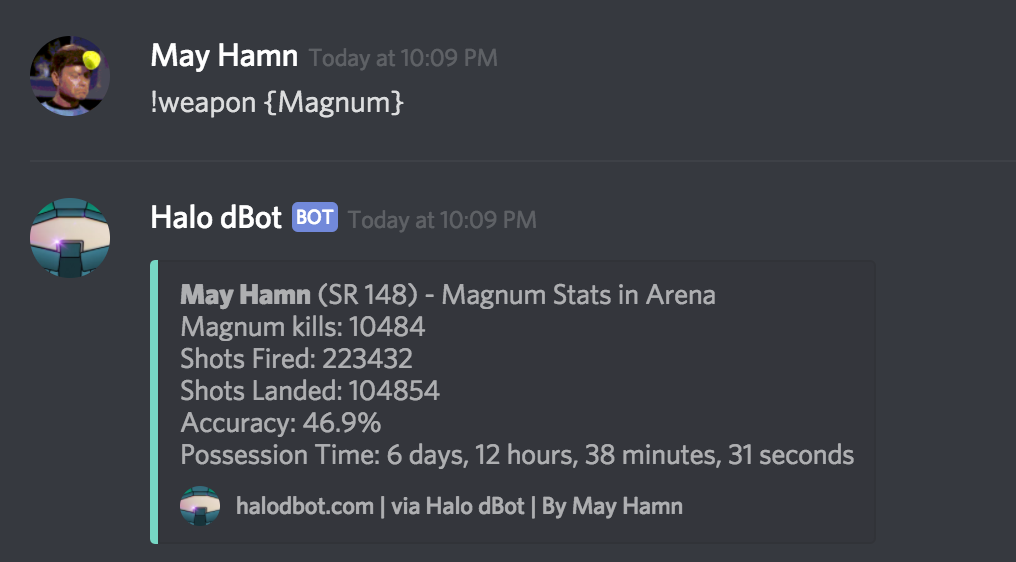 May Hamn Today at 10:09 PM
!weapon {Magnum}
Halo dBot BOT Today at 10:09 PM
May Hamn (SR 148) - Magnum Stats in Arena
Magnum kills: 10484
Shots Fired: 223432
Shots Landed: 104854
Accuracy: 46.9%
Possession Time: 6 days, 12 hours, 38 minutes, 31 seconds
halodbot.com | via Halo dBot | By May Hamn